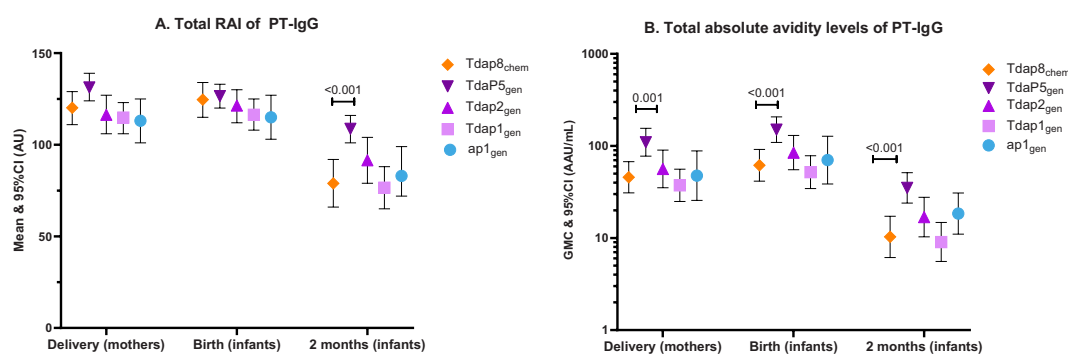 A. Total RAI of PT-IgG
Mean & 95%CI (AU)
150
100
50
0
<0.001
Delivery (mothers)
Birth (infants)
2 months (infants)
Tdap8chem
TdaP5gen
Tdap2gen
Tdap1gen
ap1gen
B. Total absolute avidity levels of PT-IgG
GMC & 95%CI (AAU/mL)
1000
100
10
1
0.001
<0.001
<0.001
Delivery (mothers)
Birth (infants)
2 months (infants)
Tdap8chem
TdaP5gen
Tdap2gen
Tdap1gen
ap1gen